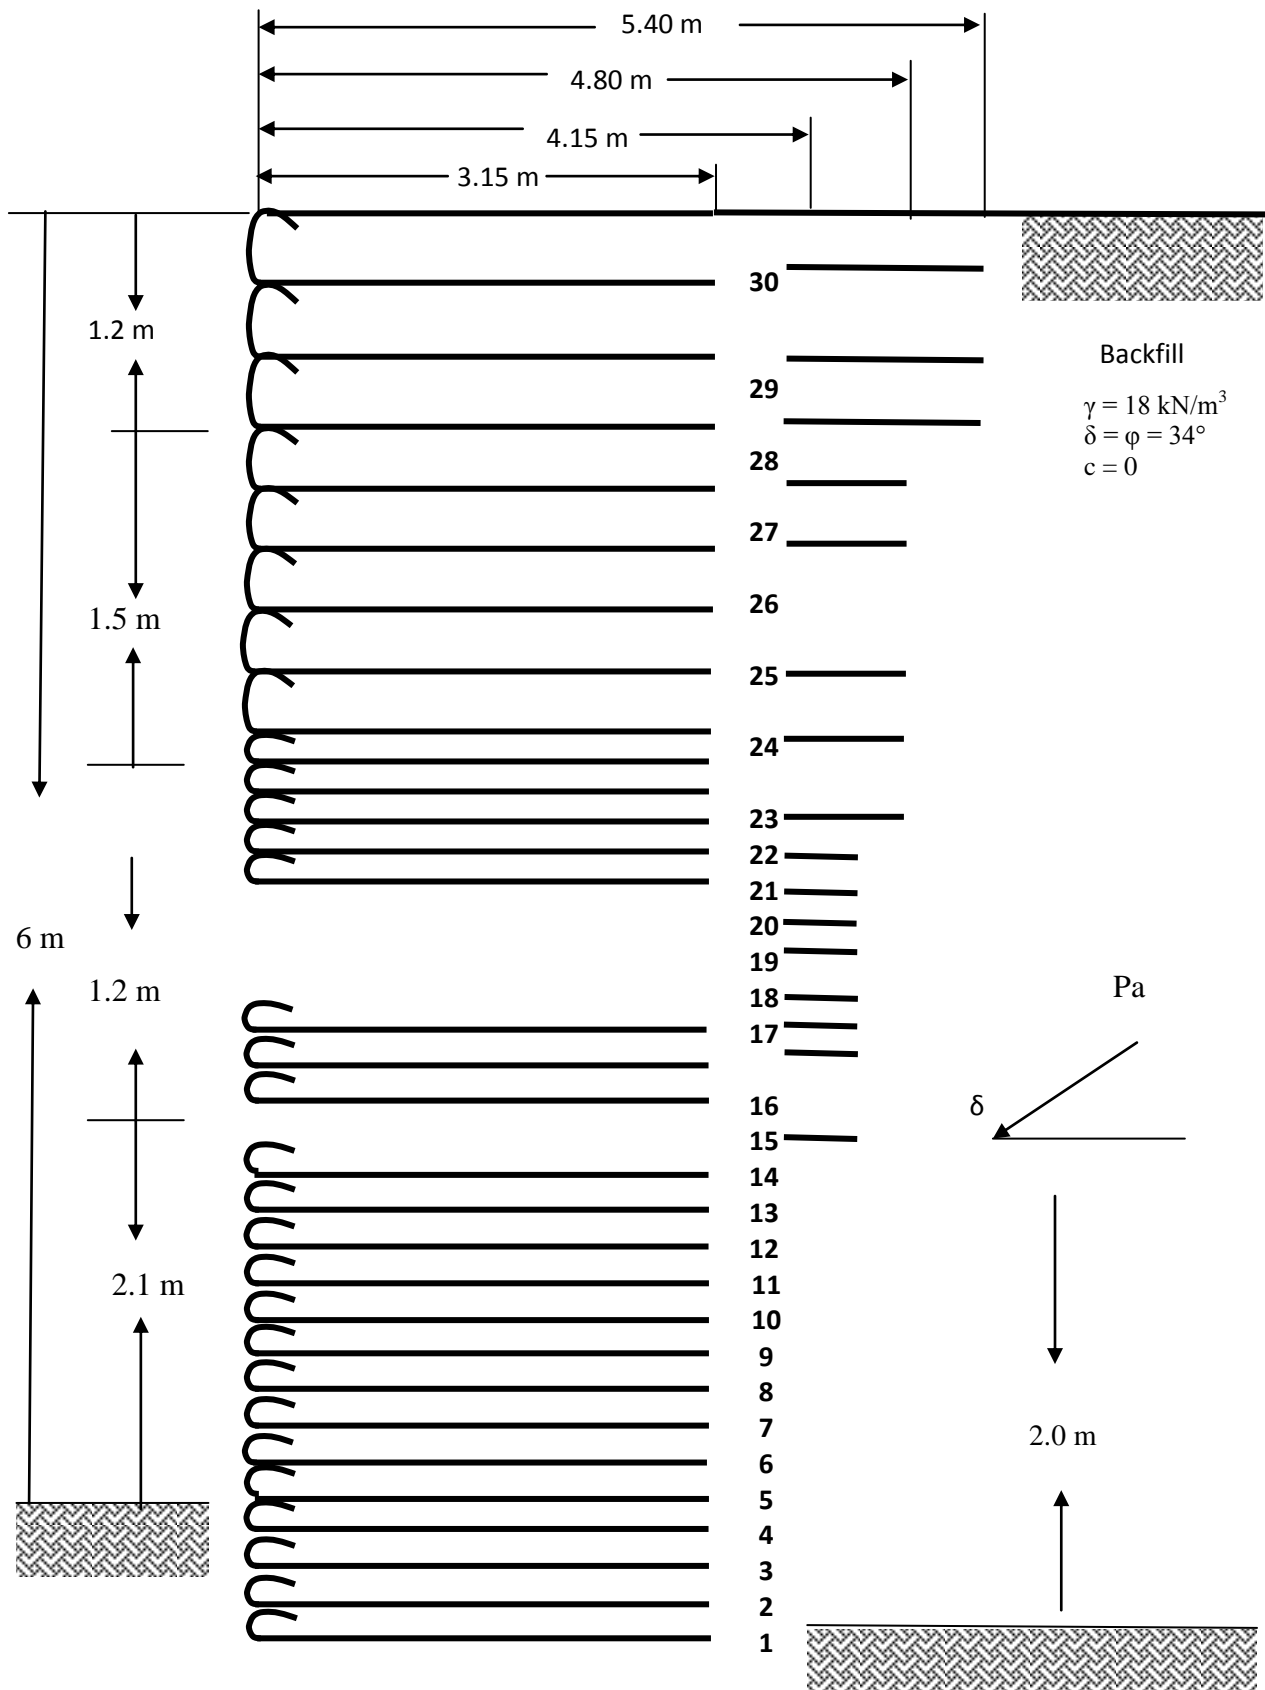 5.40 m
4.80 m
4.15 m
3.15 m
30
1.2 m
Backfill
29
γ = 18 kN/m³
δ = φ = 34°
28
c = 0
27
26
1.5 m
25
24
23
22
21
20
6 m
19
1.2 m
18
Pa
17
16
δ
15
14
13
12
2.1 m
11
10
9
8
7
2.0 m
6
5
4
3
2
1